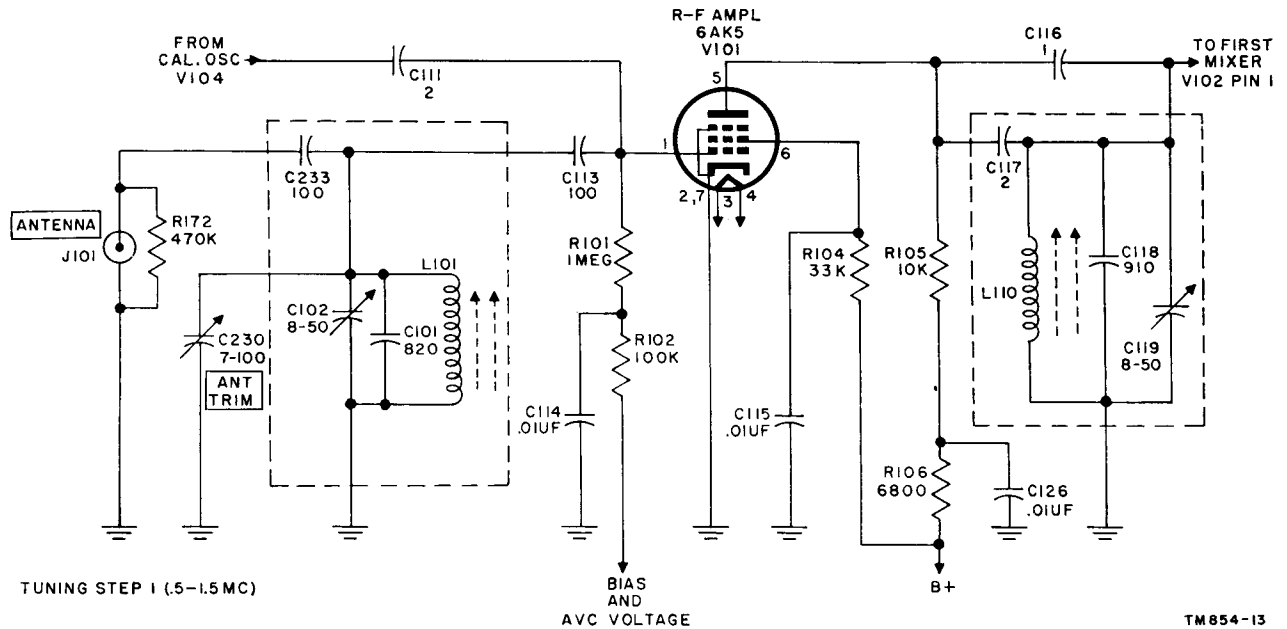 R-F AMPL
6AK5
V101
FROM
CAL. OSC
V104
C111
2
C116
1
TO FIRST
MIXER
V102 PIN 1
5
1
6
2,7
3
4
C233
100
C113
100
C117
2
ANTENNA
J101
R172
470K
L101
R101
1MEG
R104
33K
R105
10K
L110
C118
910
C102
8-50
C101
820
C230
7-100
ANT
TRIM
R102
100K
C119
8-50
C114
.01UF
C115
.01UF
R106
6800
C126
.01UF
TUNING STEP 1 (.5-1.5 MC)
BIAS
AND
AVC VOLTAGE
B+
TM854-13